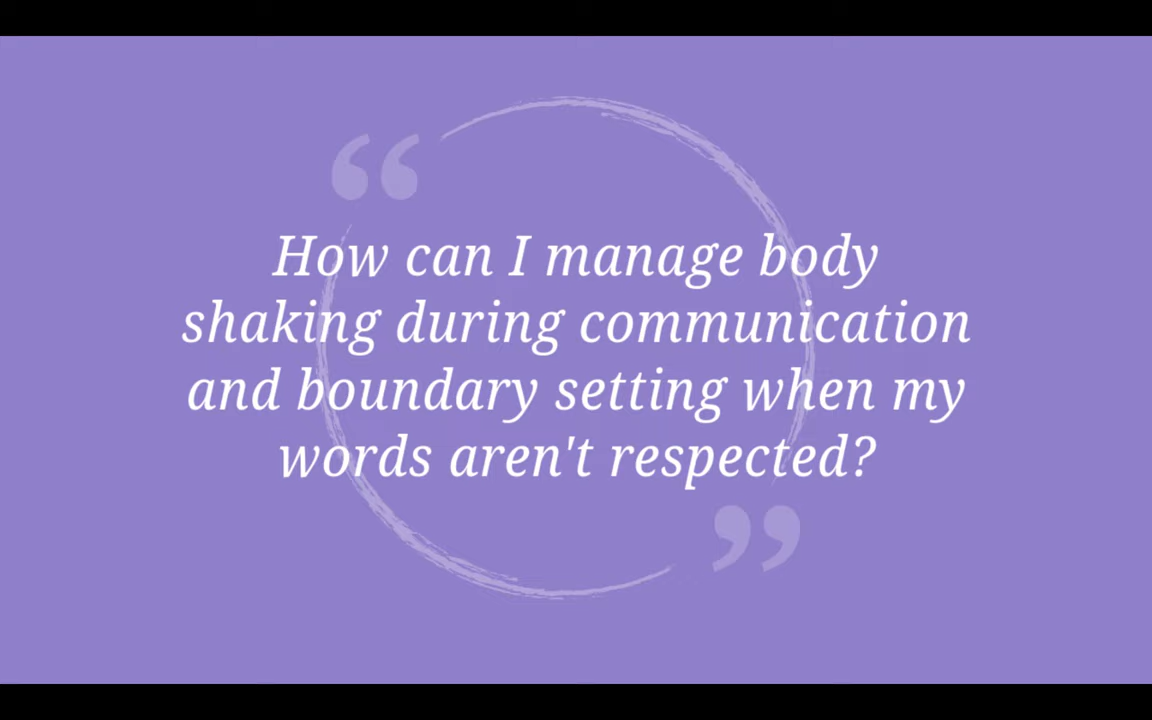 How can I manage body
shaking during communication
and boundary setting when my
words aren't respected?